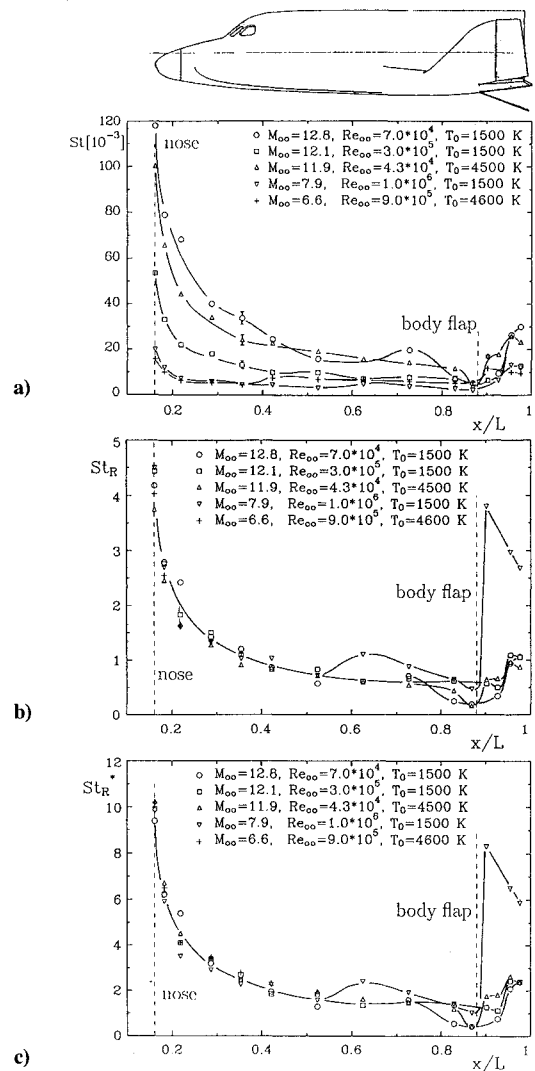 120
St[10⁻³]
100
80
60
40
20
0
nose
○ M∞=12.8, Re∞=7.0*10⁴, T₀=1500 K
□ M∞=12.1, Re∞=3.0*10⁵, T₀=1500 K
△ M∞=11.9, Re∞=4.3*10⁴, T₀=4500 K
▽ M∞=7.9, Re∞=1.0*10⁶, T₀=1500 K
+ M∞=6.6, Re∞=9.0*10⁵, T₀=4600 K
body flap
a)
0.2 0.4 0.6 0.8 1
x/L
5
St_R
4
3
2
1
0
○ M∞=12.8, Re∞=7.0*10⁴, T₀=1500 K
□ M∞=12.1, Re∞=3.0*10⁵, T₀=1500 K
△ M∞=11.9, Re∞=4.3*10⁴, T₀=4500 K
▽ M∞=7.9, Re∞=1.0*10⁶, T₀=1500 K
+ M∞=6.6, Re∞=9.0*10⁵, T₀=4600 K
body flap
nose
b)
0.2 0.4 0.6 0.8 1
x/L
12
St_R*
10
8
6
4
2
0
○ M∞=12.8, Re∞=7.0*10⁴, T₀=1500 K
□ M∞=12.1, Re∞=3.0*10⁵, T₀=1500 K
△ M∞=11.9, Re∞=4.3*10⁴, T₀=4500 K
▽ M∞=7.9, Re∞=1.0*10⁶, T₀=1500 K
+ M∞=6.6, Re∞=9.0*10⁵, T₀=4600 K
body flap
nose
c)
0.2 0.4 0.6 0.8 1
x/L